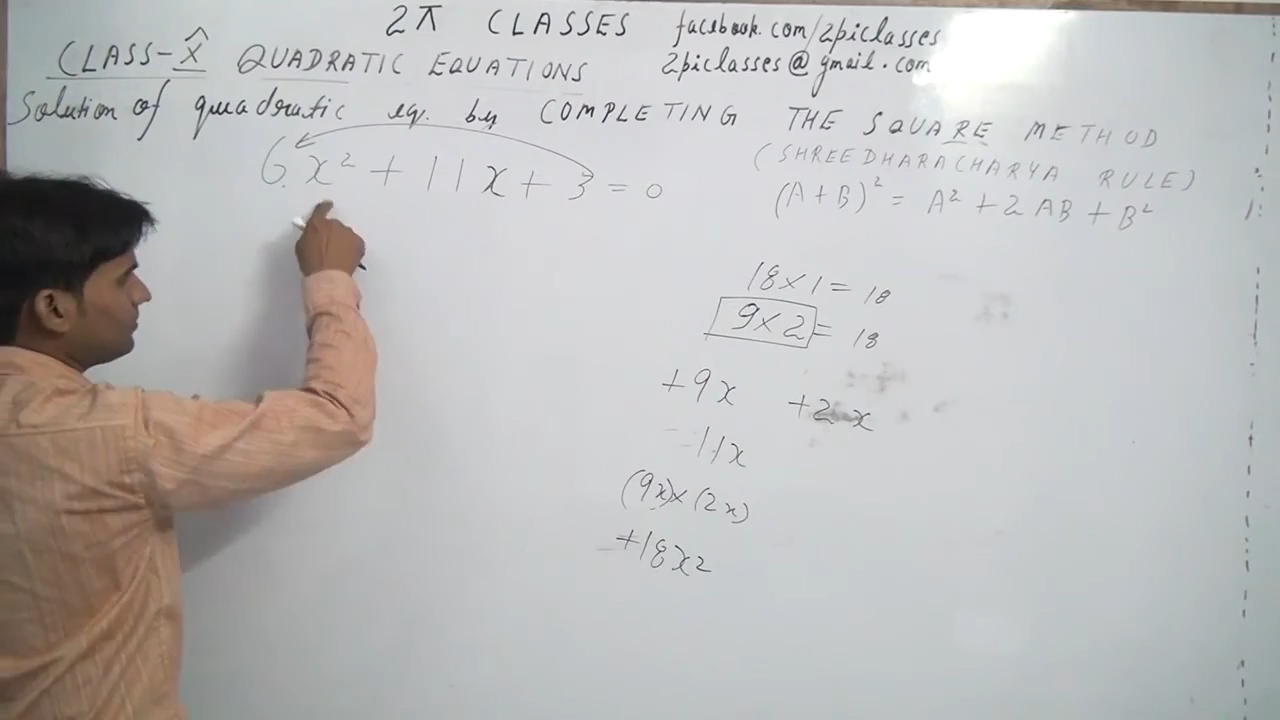 2π CLASSES facebook.com/2piclasses
CLASS-X QUADRATIC EQUATIONS 2piclasses@gmail.com
Solution of quadratic eq. by COMPLETING THE SQUARE METHOD
(SHREEDHARACHARYA RULE)
6x² + 11x + 3 = 0
(A+B)² = A² + 2AB + B²
18×1 = 18
9×2 = 18
+9x +2x
11x
(9x)×(2x)
+18x²